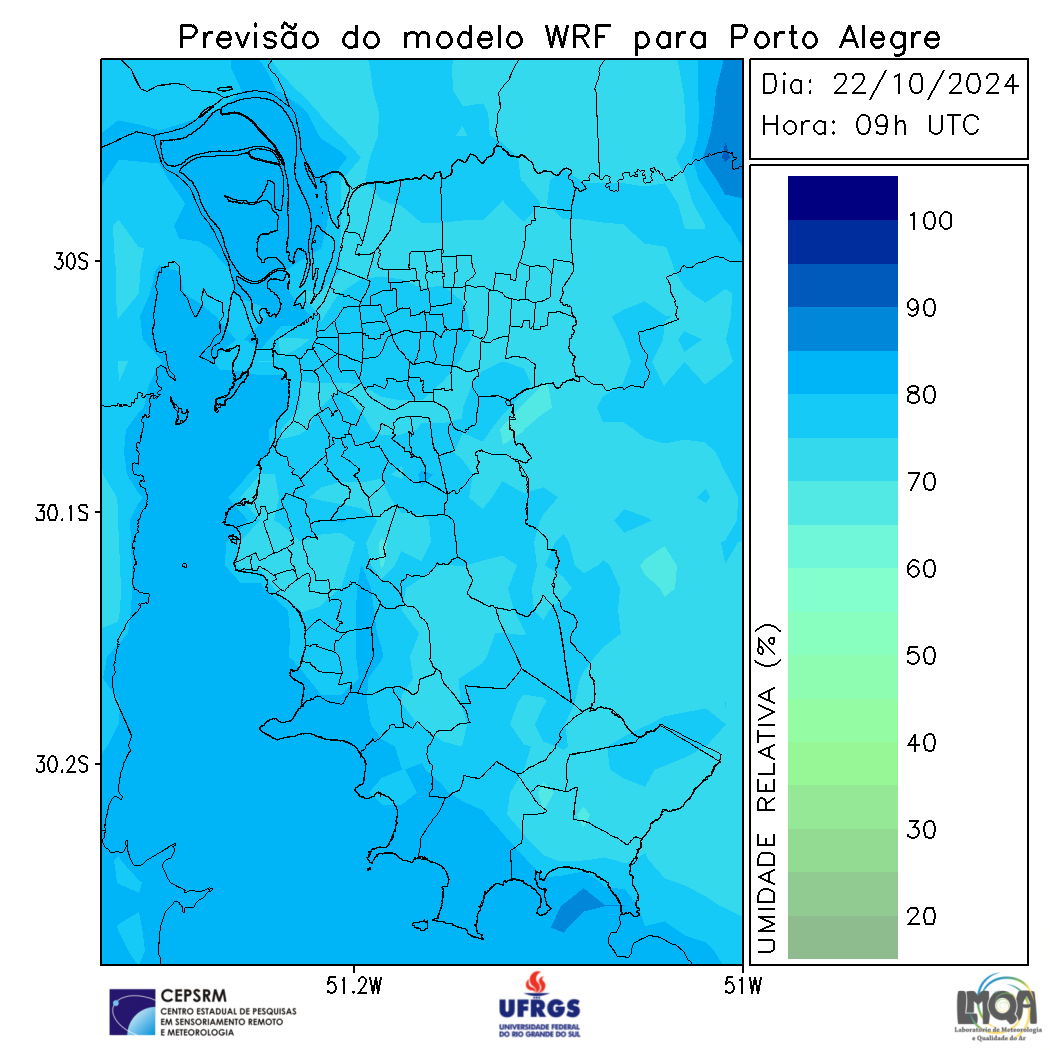 Previsão do modelo WRF para Porto Alegre
Dia: 22/10/2024
Hora: 09h UTC
100
90
80
70
60
50
40
30
20
UMIDADE RELATIVA (%)
30S
30.1S
30.2S
51.2W
51W
CEPSRM
CENTRO ESTADUAL DE PESQUISAS
EM SENSORIAMENTO REMOTO
E METEOROLOGIA
UFRGS
UNIVERSIDADE FEDERAL
DO RIO GRANDE DO SUL
LMQA
Laboratório de Meteorologia
e Qualidade do Ar